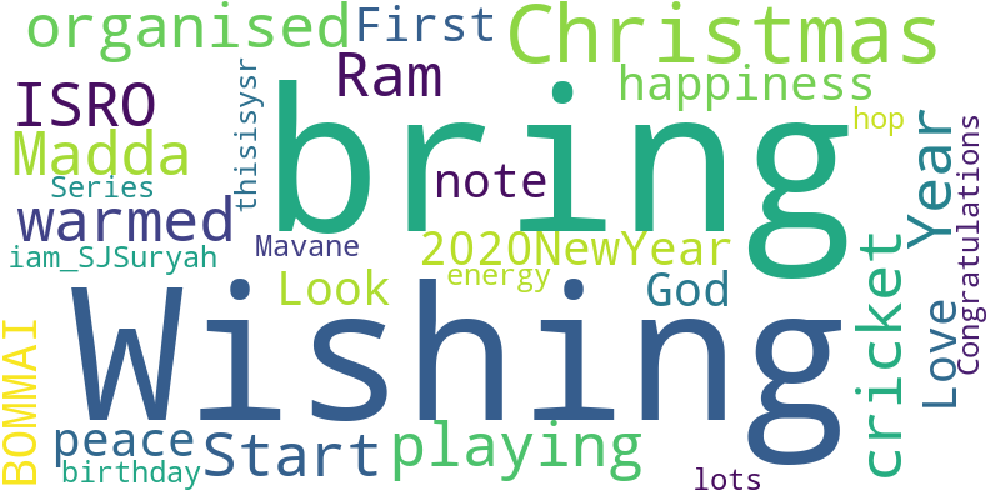 organised
First
Christmas
Ram
happiness
ISRO
thisisysr
bring
hop
Madda
note
Series
warmed
Mavane
2020NewYear
iam_SJSuryah
Look
energy
God
Love Year
Congratulations
Wishing
cricket
BOMMAI
peace
Start
playing
birthday
lots